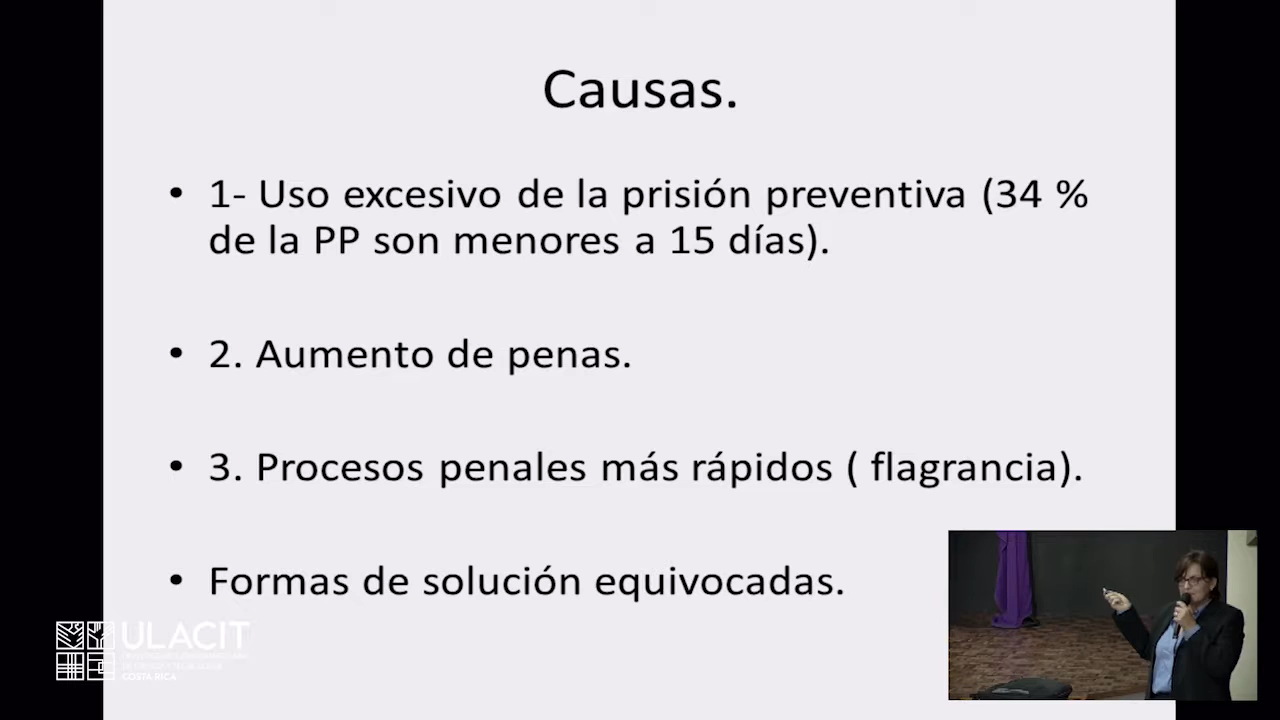 Causas.
• 1- Uso excesivo de la prisión preventiva (34 %
de la PP son menores a 15 días).
• 2. Aumento de penas.
• 3. Procesos penales más rápidos ( flagrancia).
• Formas de solución equivocadas.
ULACIT
COSTA RICA